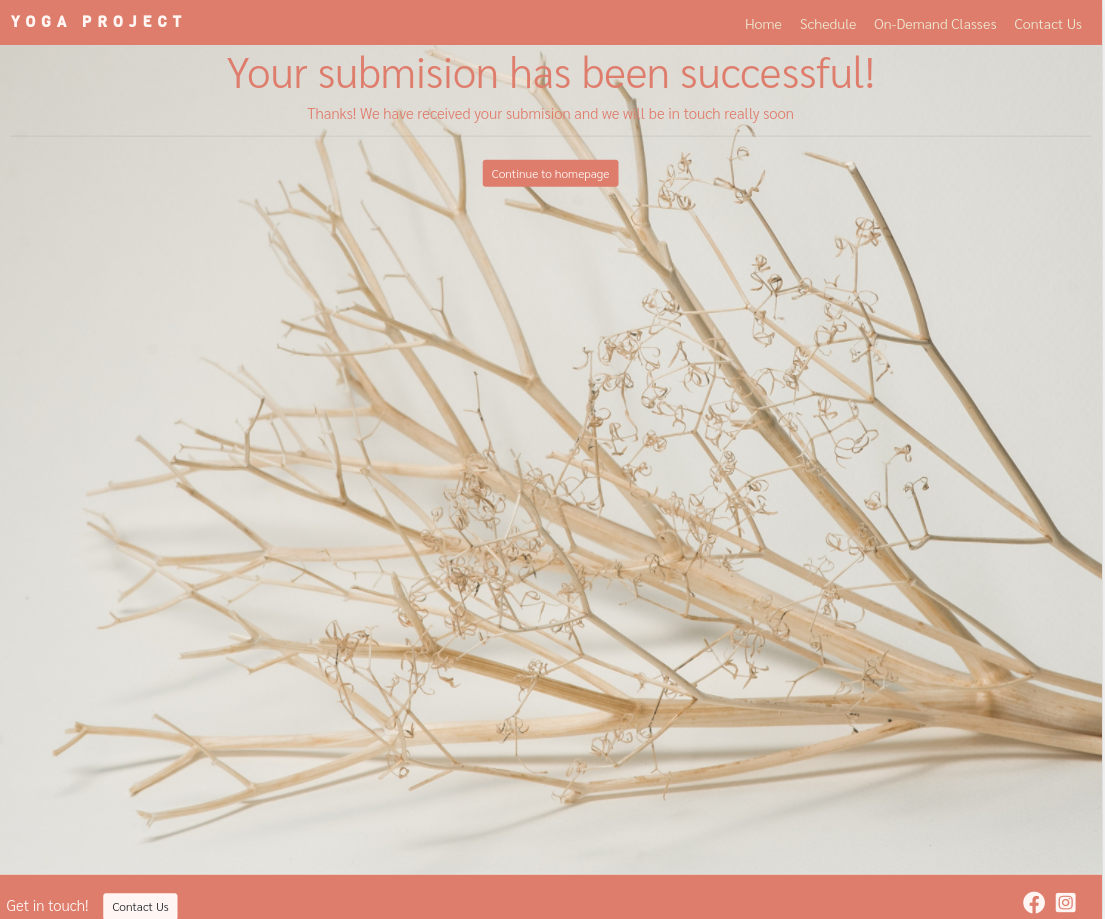 YOGA PROJECT
Home Schedule On-Demand Classes Contact Us
Your submision has been successful!
Thanks! We have received your submision and we will be in touch really soon
Continue to homepage
Get in touch! Contact Us